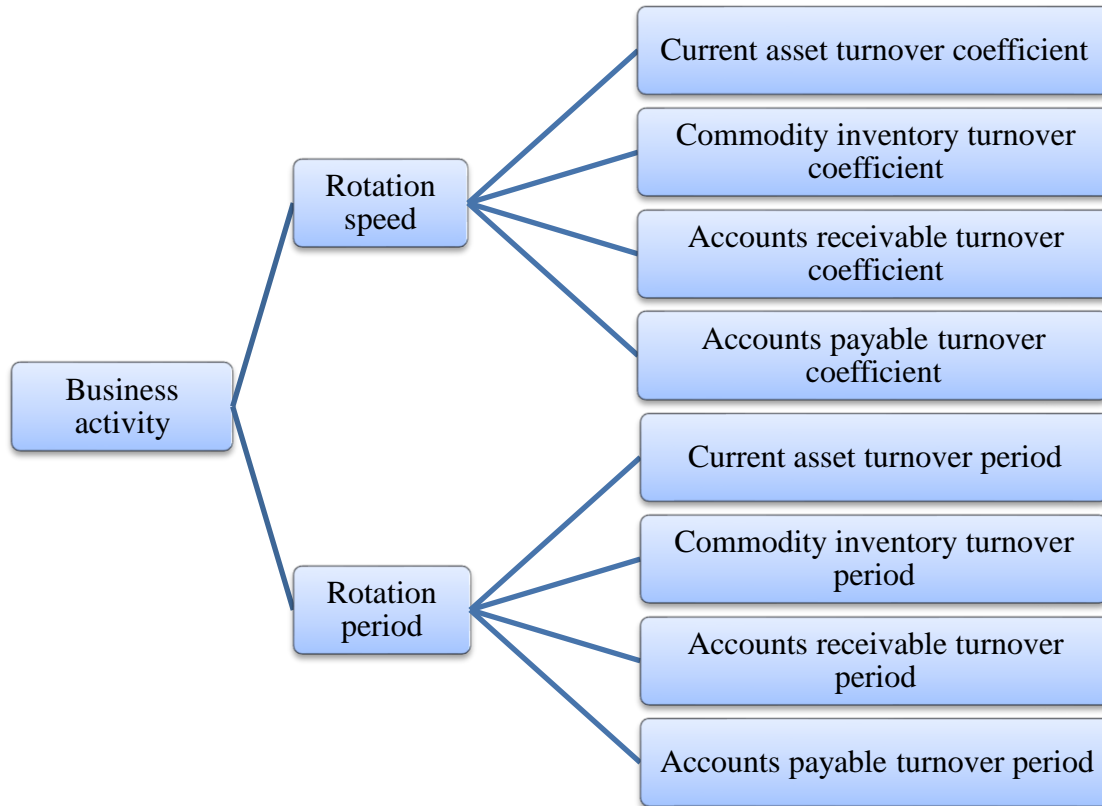 Current asset turnover coefficient
Commodity inventory turnover
coefficient
Rotation
speed
Accounts receivable turnover
coefficient
Accounts payable turnover
coefficient
Business
activity
Current asset turnover period
Commodity inventory turnover
period
Rotation
period
Accounts receivable turnover
period
Accounts payable turnover period